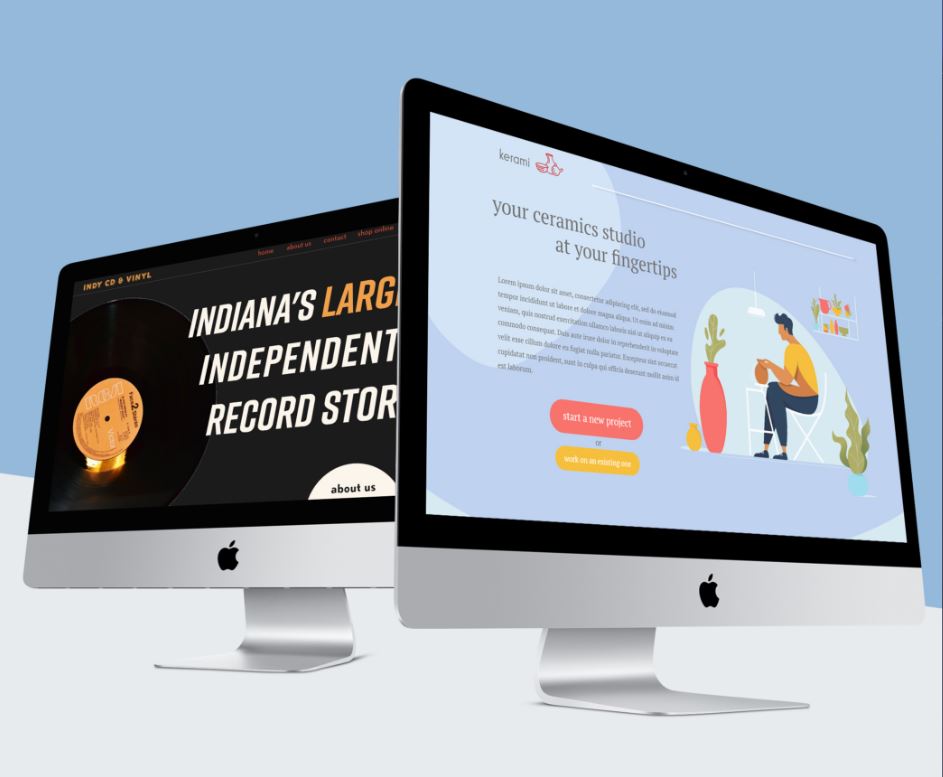 INDY CD & VINYL
home about us contact shop online
INDIANA'S LARG
INDEPENDENT
RECORD STOR
about us
kerami
your ceramics studio
at your fingertips
Lorem ipsum dolor sit amet, consectetur adipiscing elit, sed do eiusmod
tempor incididunt ut labore et dolore magna aliqua. Ut enim ad minim
veniam, quis nostrud exercitation ullamco laboris nisi ut aliquip ex ea
commodo consequat. Duis aute irure dolor in reprehenderit in voluptate
velit esse cillum dolore eu fugiat nulla pariatur. Excepteur sint occaecat
cupidatat non proident, sunt in culpa qui officia deserunt mollit anim id
est laborum.
start a new project
or
work on an existing one